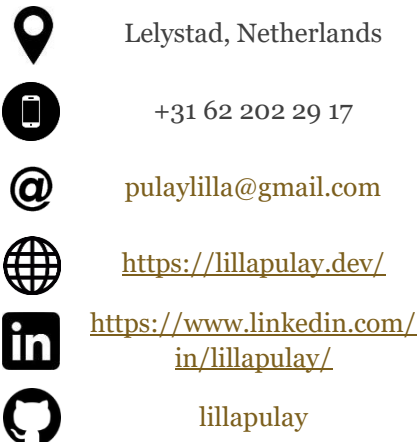 Lelystad, Netherlands
+31 62 202 29 17
@ pulaylilla@gmail.com
https://lillapulay.dev/
in https://www.linkedin.com/
in/lillapulay/
lillapulay